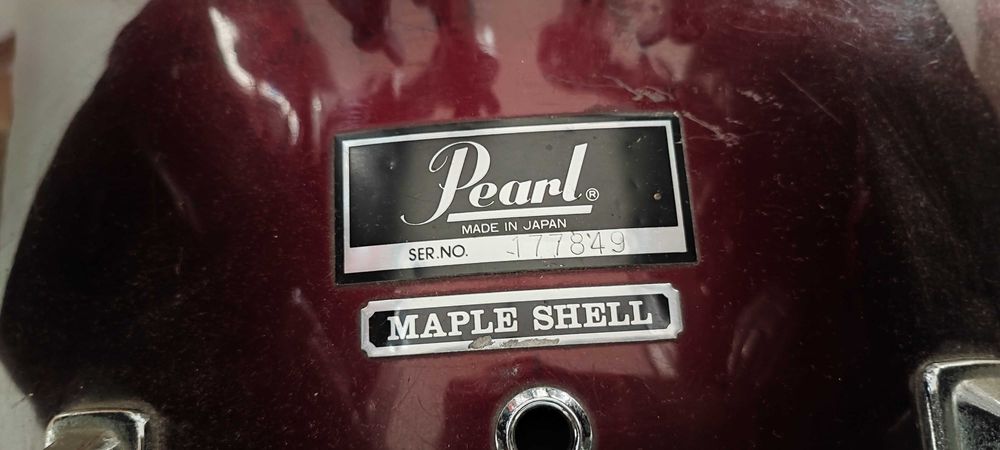 Pearl®
MADE IN JAPAN
SER.NO. 177849
MAPLE SHELL